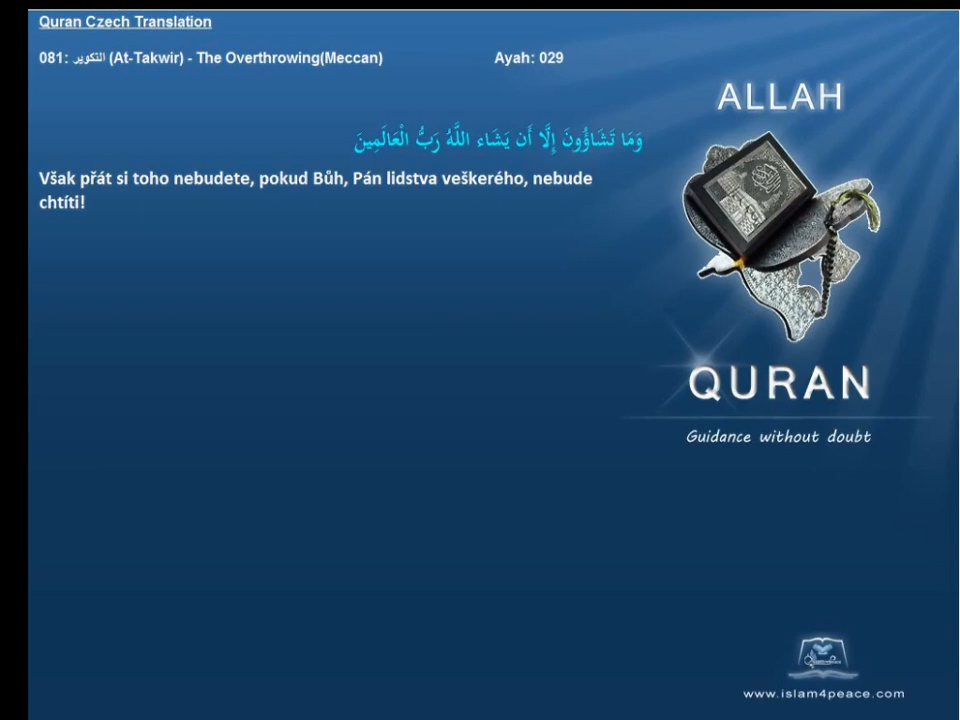 Quran Czech Translation
081: التكوير (At-Takwir) - The Overthrowing(Meccan) Ayah: 029
وَمَا تَشَاؤُونَ إِلَّا أَن يَشَاء اللَّهُ رَبُّ الْعَالَمِينَ
Však přát si toho nebudete, pokud Bůh, Pán lidstva veškerého, nebude
chtíti!
ALLAH
QURAN
Guidance without doubt
www.islam4peace.com